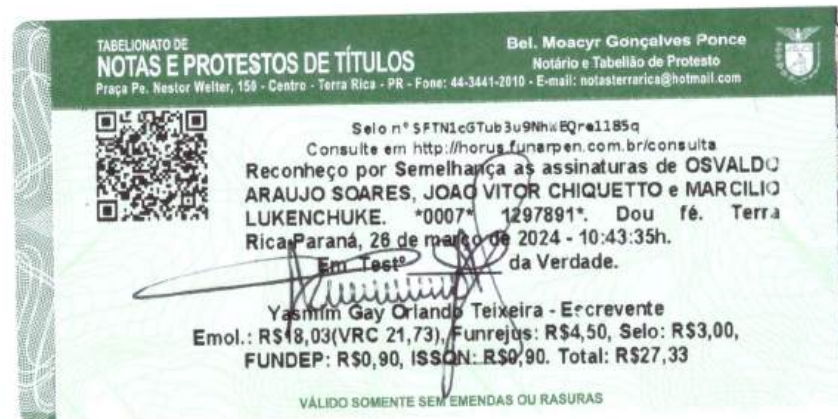 TABELIONATO DE
NOTAS E PROTESTOS DE TÍTULOS
Bel. Moacyr Gonçalves Ponce
Notário e Tabelião de Protesto
Praça Pe. Nestor Welter, 150 - Centro - Terra Rica - PR - Fone: 44-3441-2010 - E-mail: notasterrarica@hotmail.com
Selo nº SFTN1cGTub3u9NhwEQre1185q
Consulte em http://horus.funarpen.com.br/consulta
Reconheço por Semelhança as assinaturas de OSVALDO
ARAUJO SOARES, JOAO VITOR CHIQUETTO e MARCILIO
LUKENCHUKE. *0007* 1297891*. Dou fé. Terra
Rica-Paraná, 26 de março de 2024 - 10:43:35h.
Em Testº da Verdade.
Yasmim Gay Orlando Teixeira - Escrevente
Emol.: R$18,03(VRC 21,73), Funrejus: R$4,50, Selo: R$3,00,
FUNDEP: R$0,90, ISSQN: R$0,90. Total: R$27,33
VÁLIDO SOMENTE SEM EMENDAS OU RASURAS